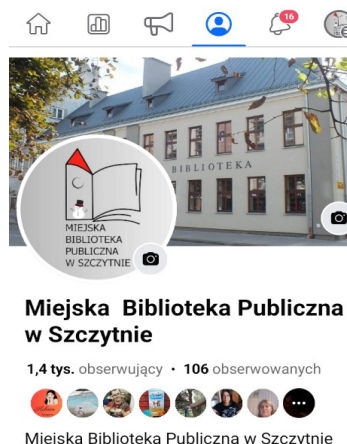 16
BIBLIOTEKA
MIEJSKA
BIBLIOTEKA
PUBLICZNA
W SZCZYTNIE
Miejska Biblioteka Publiczna
w Szczytnie
1,4 tys. obserwujący • 106 obserwowanych
Miejska Biblioteka Publiczna w Szczytnie